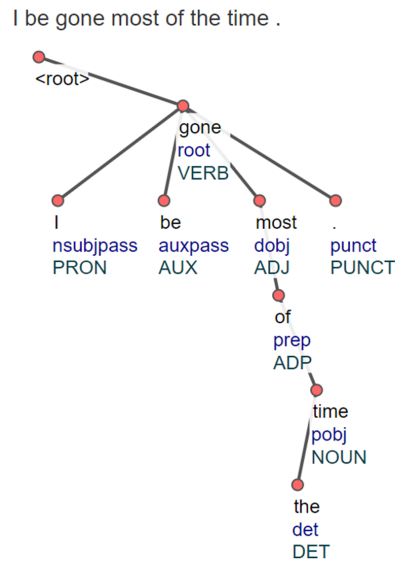 I be gone most of the time .
<root>
gone
root
VERB
I be most .
nsubjpass auxpass dobj punct
PRON AUX ADJ PUNCT
of
prep
ADP
time
pobj
NOUN
the
det
DET